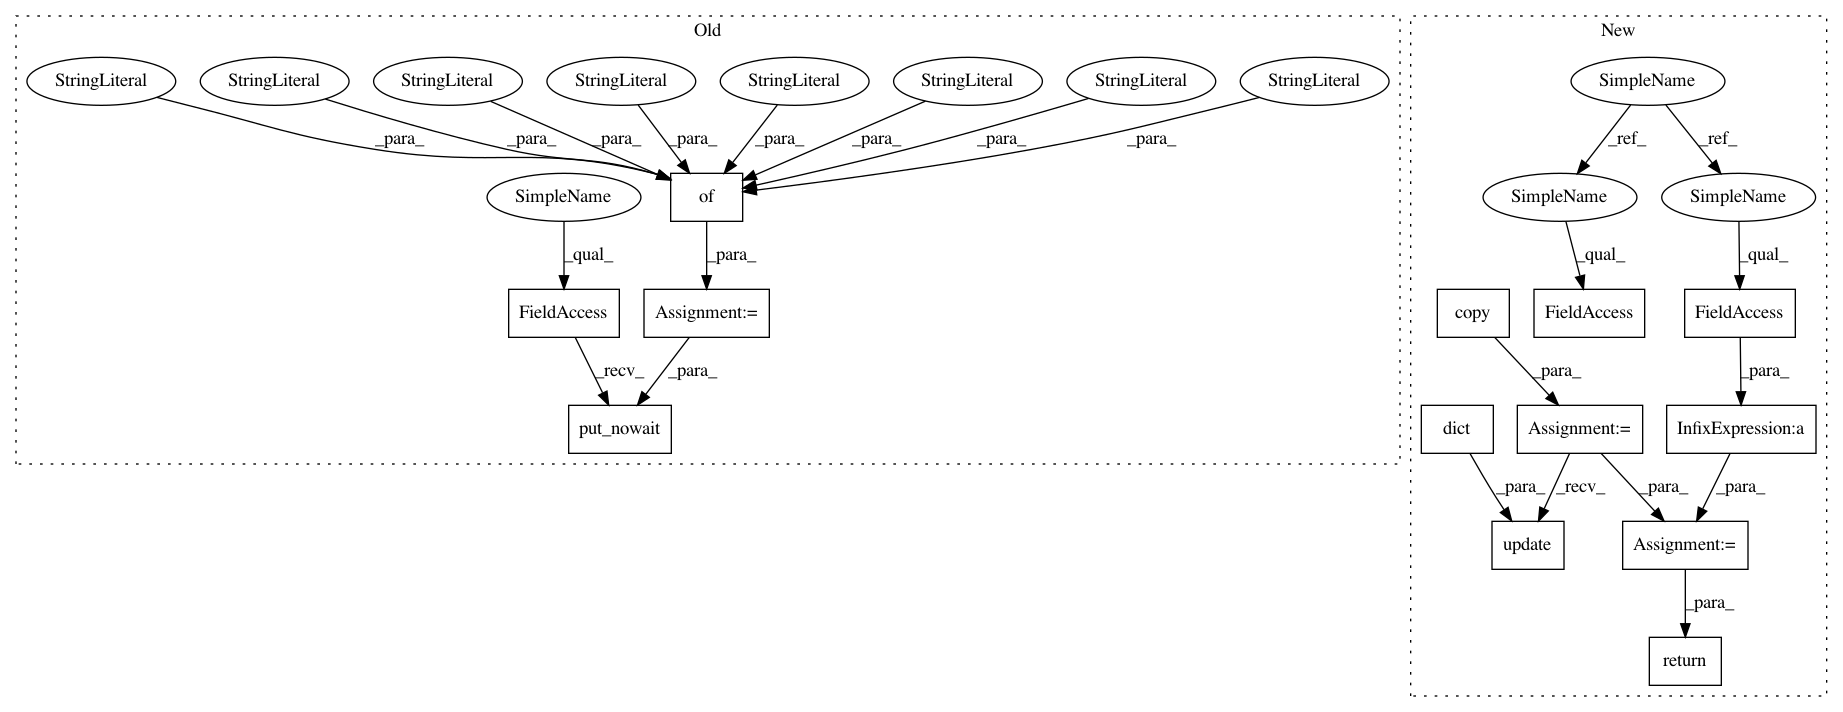 Old
New
StringLiteral StringLiteral StringLiteral StringLiteral StringLiteral StringLiteral StringLiteral StringLiteral
SimpleName
_para_ _para_ _para_ _para_ _para_ _para_ _para_ _para_
_ref_ _ref_
SimpleName
of
SimpleName SimpleName
_qual_ _para_
_qual_ _qual_
FieldAccess Assignment:=
copy FieldAccess FieldAccess
_recv_ _para_
_para_ _para_
put_nowait
dict Assignment:= InfixExpression:a
_para_ _recv_ _para_ _para_
update Assignment:=
_para_
return